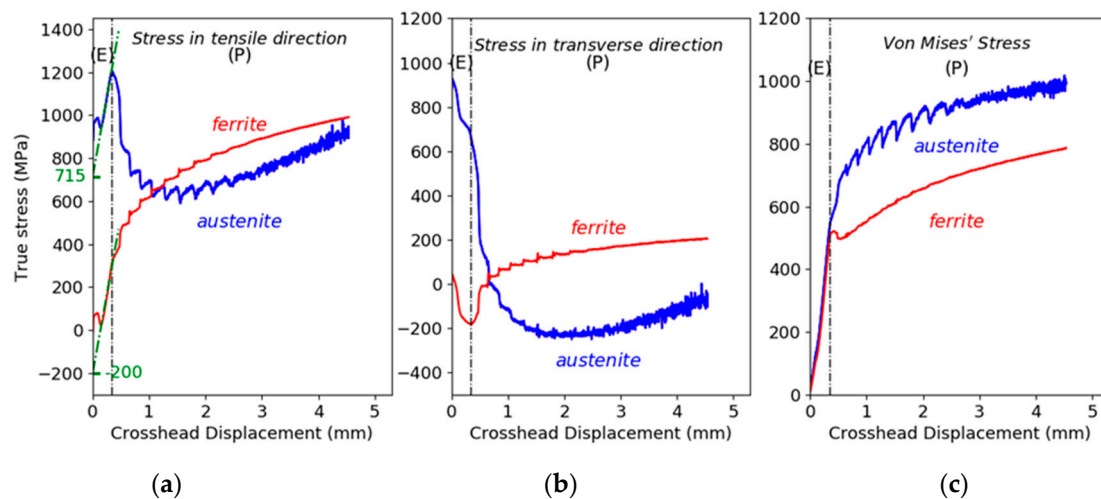 1400
1200
1000
800
600
400
200
0
−200
True stress (MPa)
Stress in tensile direction
(E)
(P)
ferrite
austenite
715
-200
0 1 2 3 4 5
Crosshead Displacement (mm)
(a)
1200
1000
800
600
400
200
0
−200
−400
Stress in transverse direction
(E)
(P)
ferrite
austenite
0 1 2 3 4 5
Crosshead Displacement (mm)
(b)
1200
1000
800
600
400
200
0
Von Mises' Stress
(E)
(P)
austenite
ferrite
0 1 2 3 4 5
Crosshead Displacement (mm)
(c)